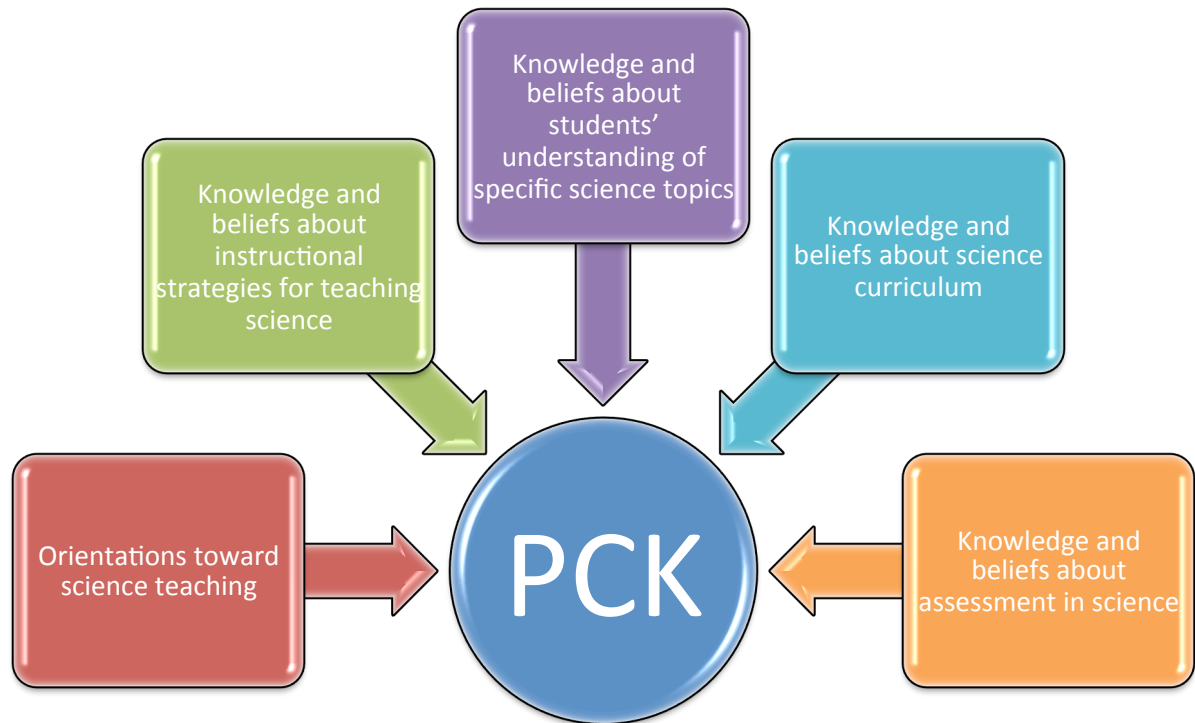 Orientations toward
science teaching
Knowledge and
beliefs about
instructional
strategies for teaching
science
Knowledge and
beliefs about
students’
understanding of
specific science topics
Knowledge and
beliefs about science
curriculum
Knowledge and
beliefs about
assessment in science
PCK